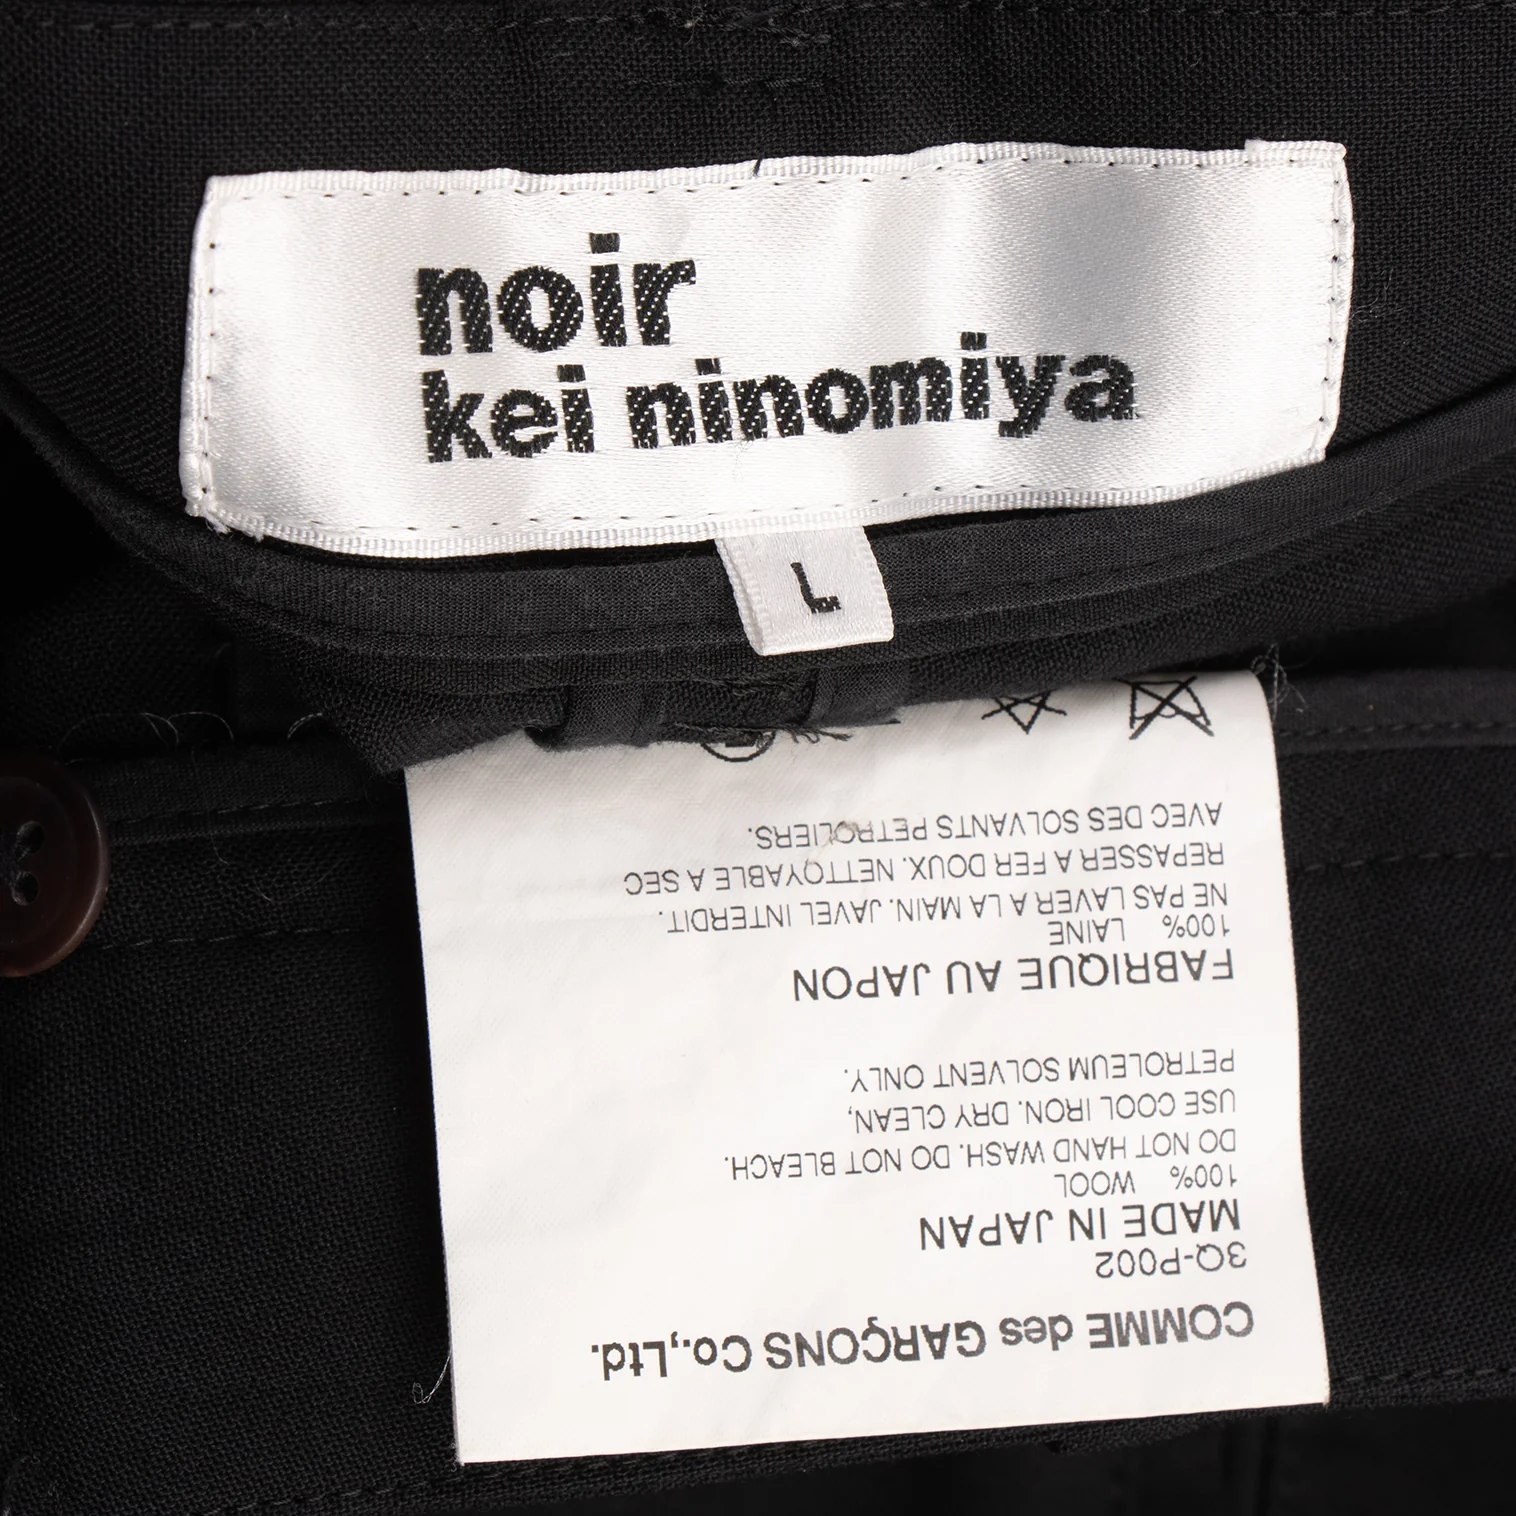 noir
kei ninomiya
L
COMME des GARÇONS Co.,Ltd.
3Q-P002
MADE IN JAPAN
100% WOOL
DO NOT HAND WASH. DO NOT BLEACH.
USE COOL IRON. DRY CLEAN,
PETROLEUM SOLVENT ONLY.
FABRIQUE AU JAPON
100% LAINE
NE PAS LAVER A LA MAIN. JAVEL INTERDIT.
REPASSER A FER DOUX. NETTOYABLE A SEC
AVEC DES SOLVANTS PETROLIERS.